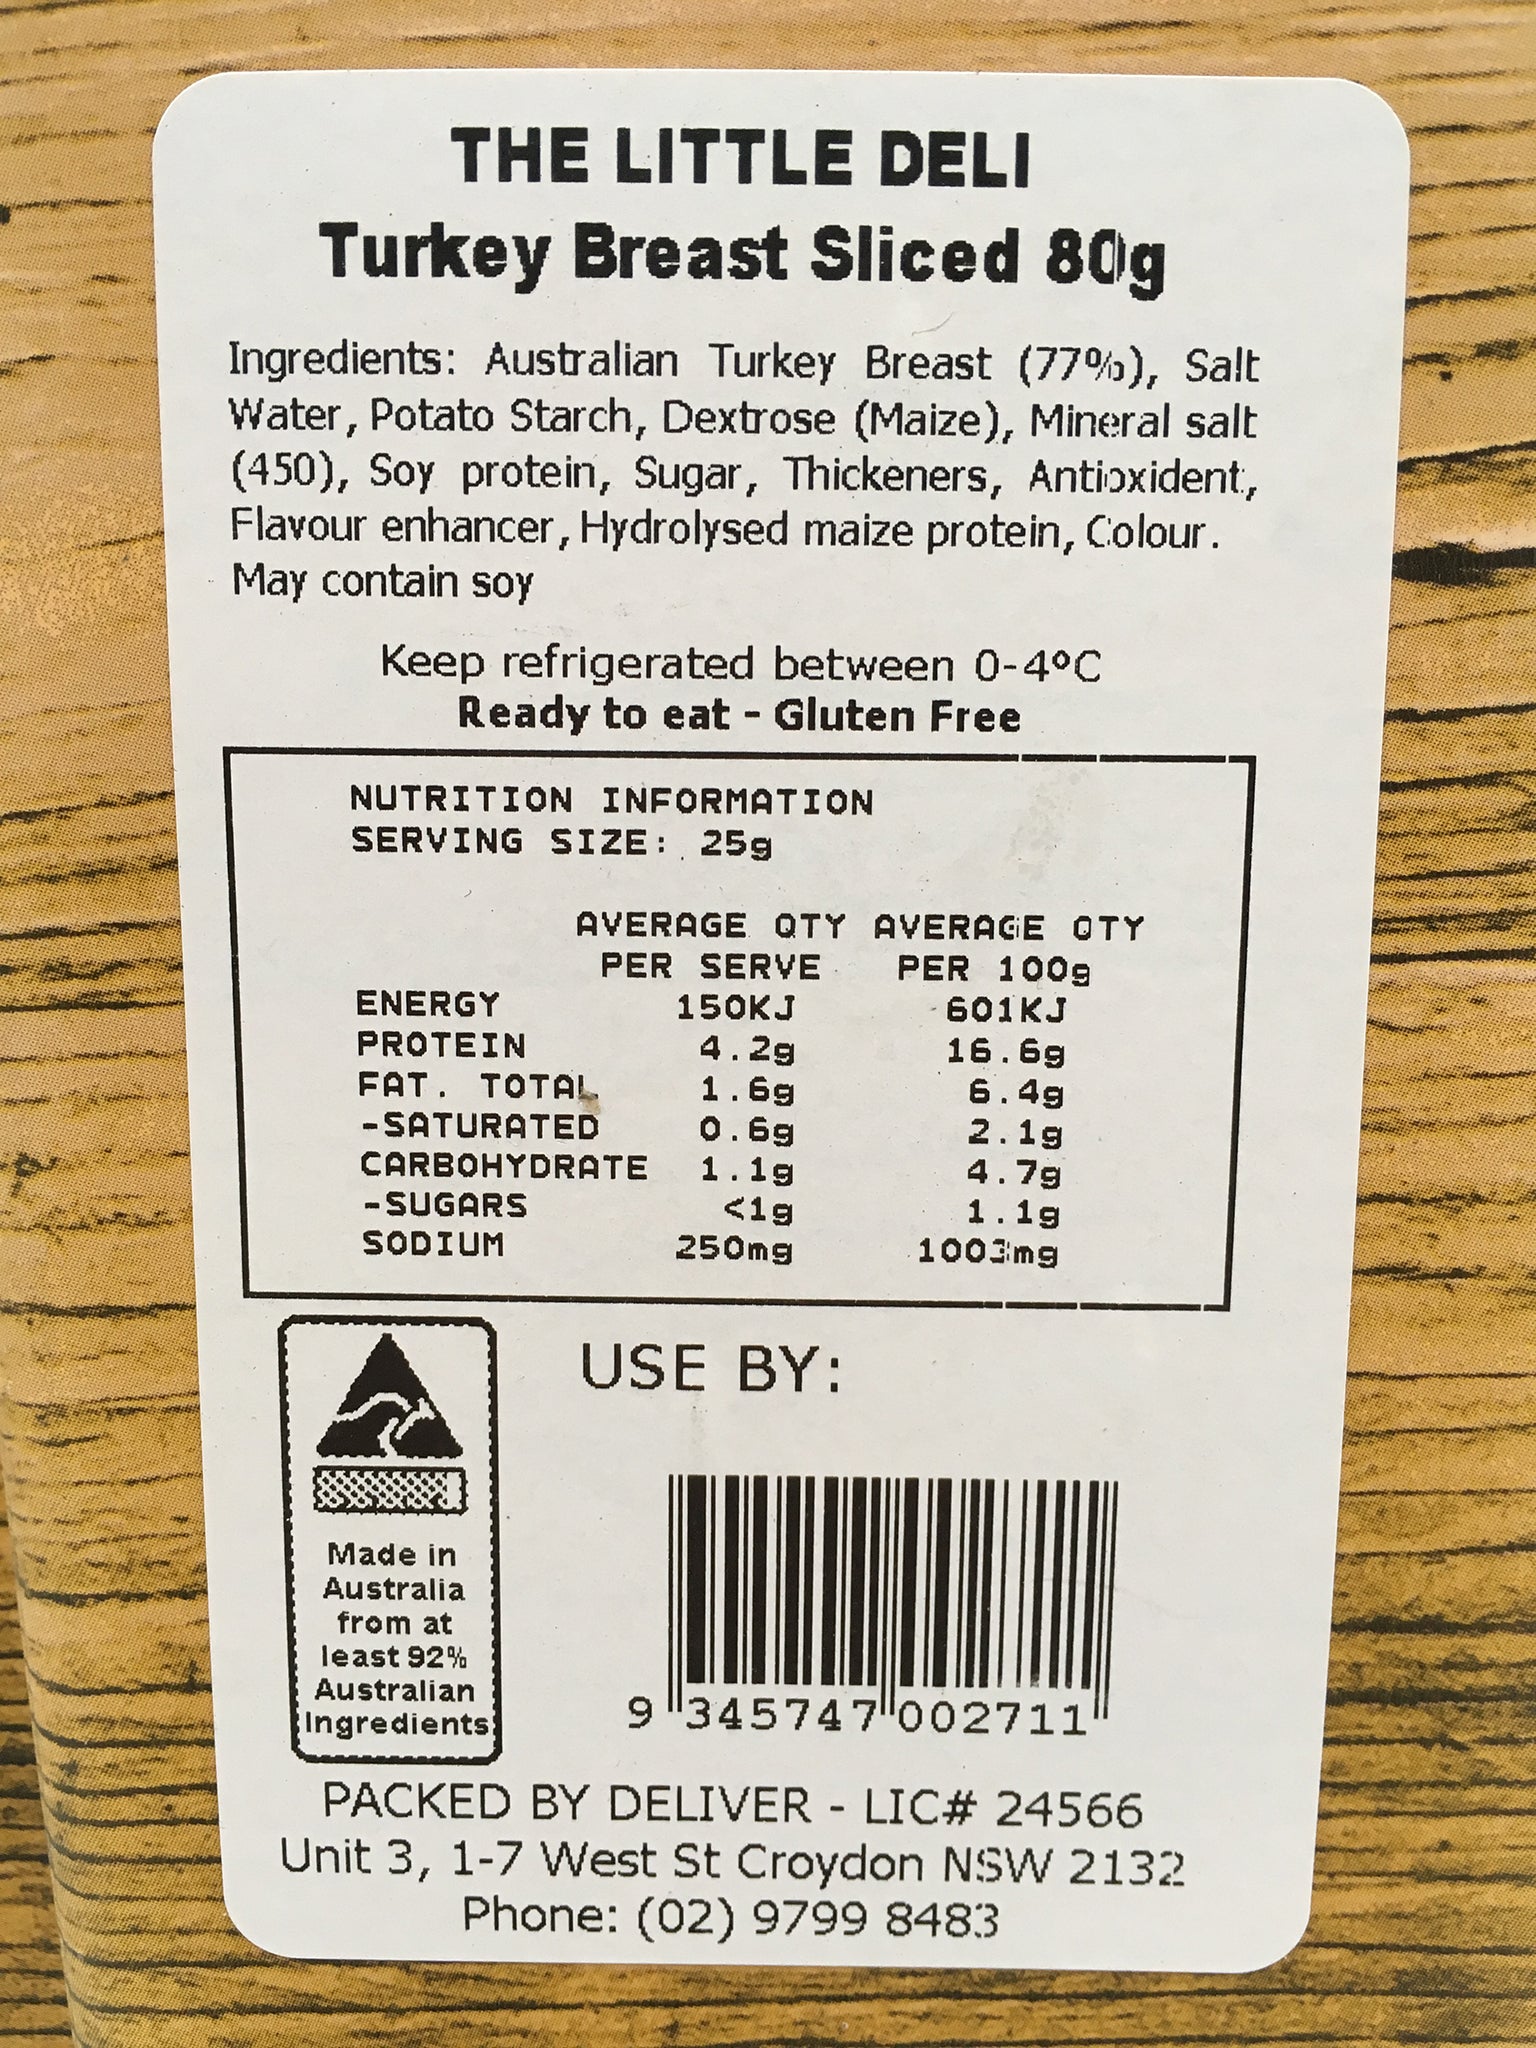 THE LITTLE DELI
Turkey Breast Sliced 80g
Ingredients: Australian Turkey Breast (77%), Salt
Water, Potato Starch, Dextrose (Maize), Mineral salt
(450), Soy protein, Sugar, Thickeners, Antioxident,
Flavour enhancer, Hydrolysed maize protein, Colour.
May contain soy
Keep refrigerated between 0-4ºC
Ready to eat - Gluten Free
NUTRITION INFORMATION
SERVING SIZE: 25g
AVERAGE QTY AVERAGE QTY
PER SERVE PER 100g
ENERGY 150KJ 601KJ
PROTEIN 4.2g 16.6g
FAT. TOTAL 1.6g 6.4g
-SATURATED 0.6g 2.1g
CARBOHYDRATE 1.1g 4.7g
-SUGARS <1g 1.1g
SODIUM 250mg 1003mg
USE BY:
Made in
Australia
from at
least 92%
Australian
Ingredients
9 345747 002711
PACKED BY DELIVER - LIC# 24566
Unit 3, 1-7 West St Croydon NSW 2132
Phone: (02) 9799 8483